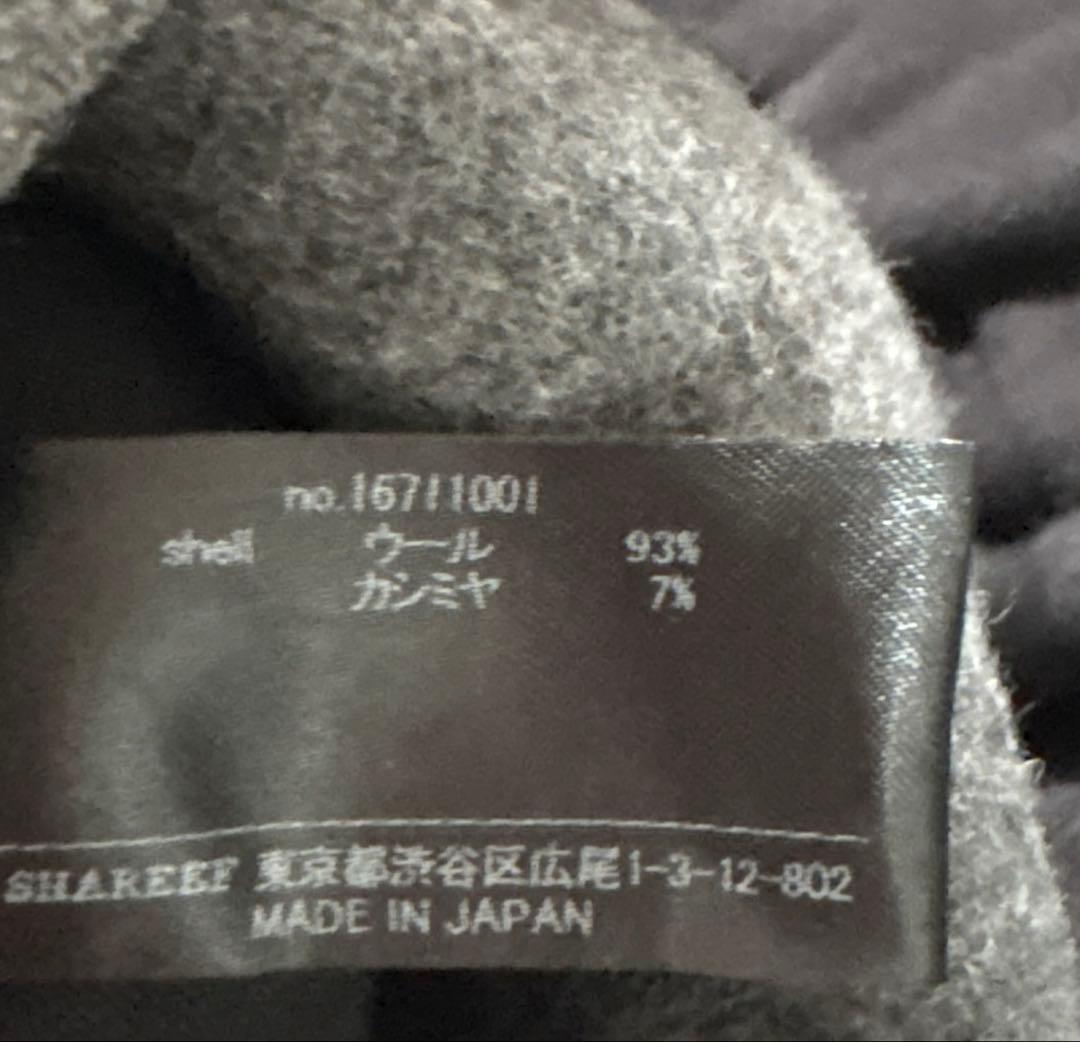 no.16711001
shell ウール 93%
カシミヤ 7%
SHAREEF 東京都渋谷区広尾1-3-12-802
MADE IN JAPAN